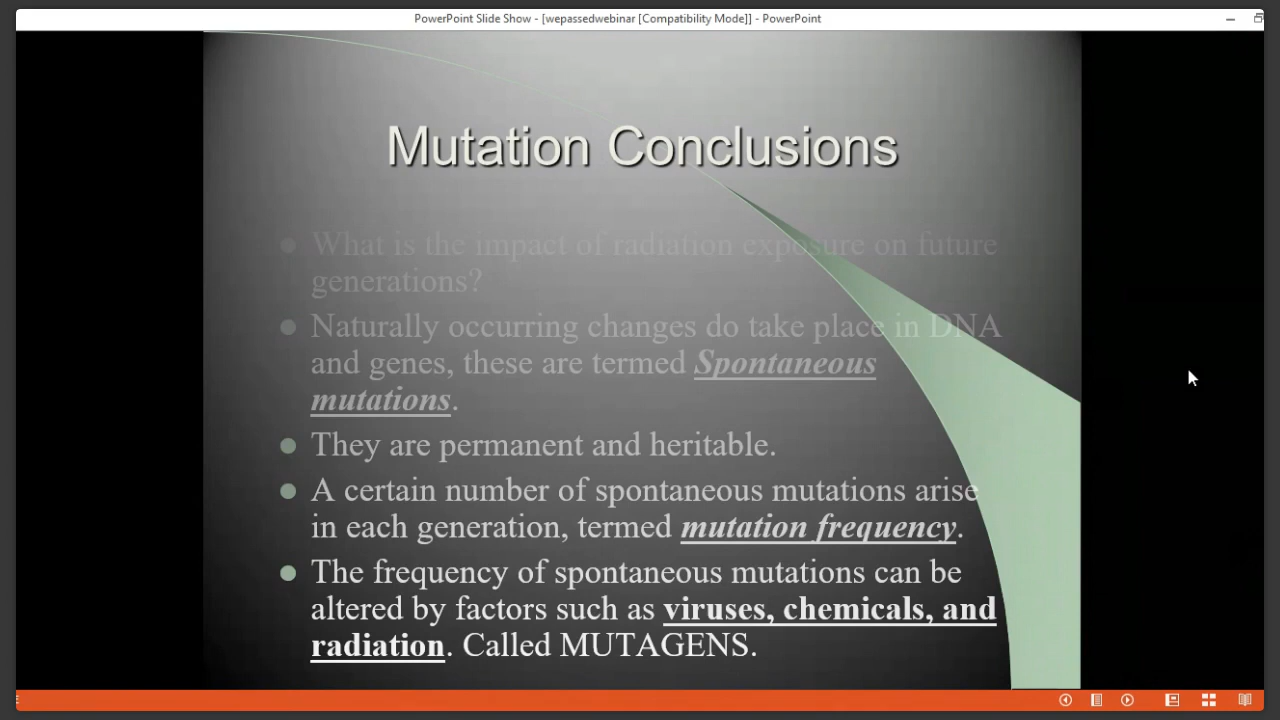 PowerPoint Slide Show - [wepassedwebinar [Compatibility Mode]] - PowerPoint
Mutation Conclusions
What is the impact of radiation exposure on future
generations?
Naturally occurring changes do take place in DNA
and genes, these are termed Spontaneous
mutations.
They are permanent and heritable.
A certain number of spontaneous mutations arise
in each generation, termed mutation frequency.
The frequency of spontaneous mutations can be
altered by factors such as viruses, chemicals, and
radiation. Called MUTAGENS.